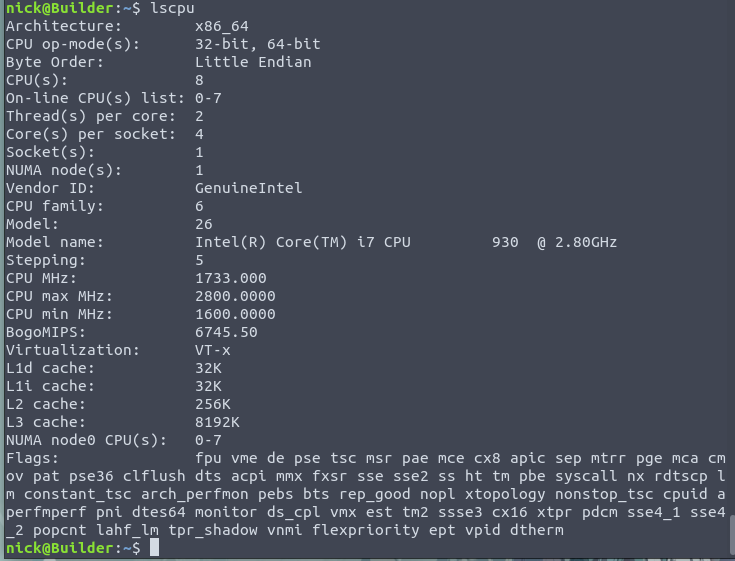 nick@Builder:~$ lscpu
Architecture:        x86_64
CPU op-mode(s):      32-bit, 64-bit
Byte Order:          Little Endian
CPU(s):              8
On-line CPU(s) list: 0-7
Thread(s) per core:  2
Core(s) per socket:  4
Socket(s):           1
NUMA node(s):        1
Vendor ID:           GenuineIntel
CPU family:          6
Model:               26
Model name:          Intel(R) Core(TM) i7 CPU         930  @ 2.80GHz
Stepping:            5
CPU MHz:             1733.000
CPU max MHz:         2800.0000
CPU min MHz:         1600.0000
BogoMIPS:            6745.50
Virtualization:      VT-x
L1d cache:           32K
L1i cache:           32K
L2 cache:            256K
L3 cache:            8192K
NUMA node0 CPU(s):   0-7
Flags:               fpu vme de pse tsc msr pae mce cx8 apic sep mtrr pge mca cm
ov pat pse36 clflush dts acpi mmx fxsr sse sse2 ss ht tm pbe syscall nx rdtscp l
m constant_tsc arch_perfmon pebs bts rep_good nopl xtopology nonstop_tsc cpuid a
perfmperf pni dtes64 monitor ds_cpl vmx est tm2 ssse3 cx16 xtpr pdcm sse4_1 sse4
_2 popcnt lahf_lm tpr_shadow vnmi flexpriority ept vpid dtherm
nick@Builder:~$